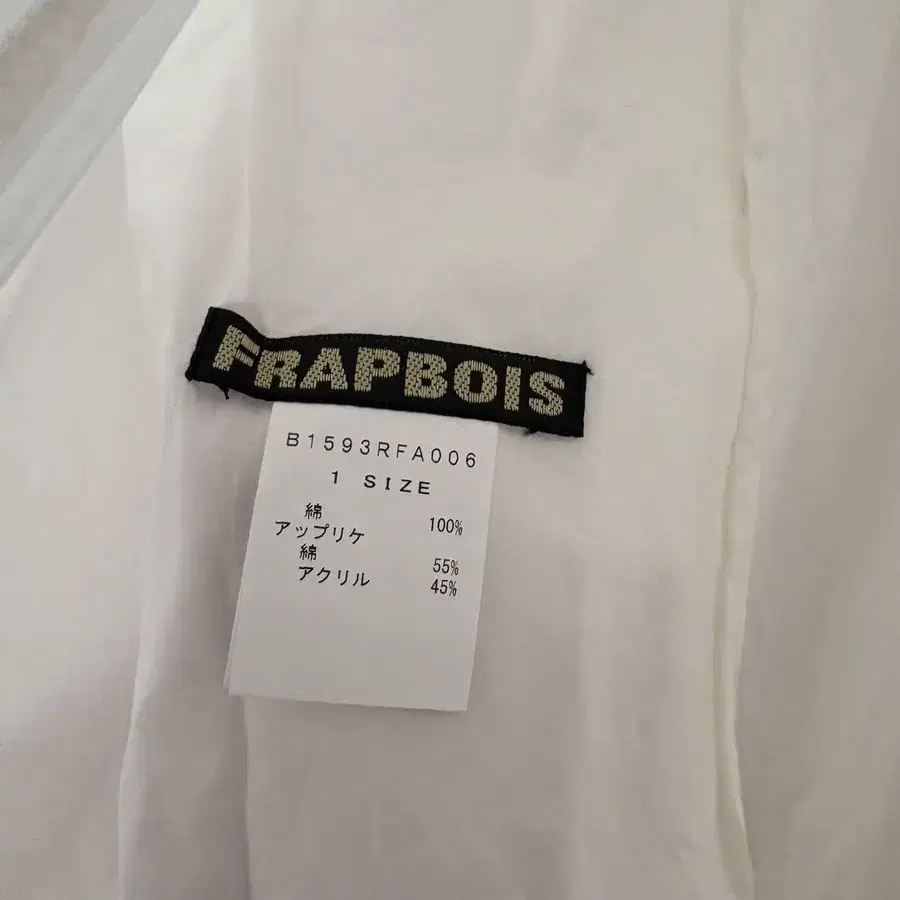 FRAPBOIS
B1593RFA006
1 SIZE
綿 100%
アップリケ
綿 55%
アクリル 45%